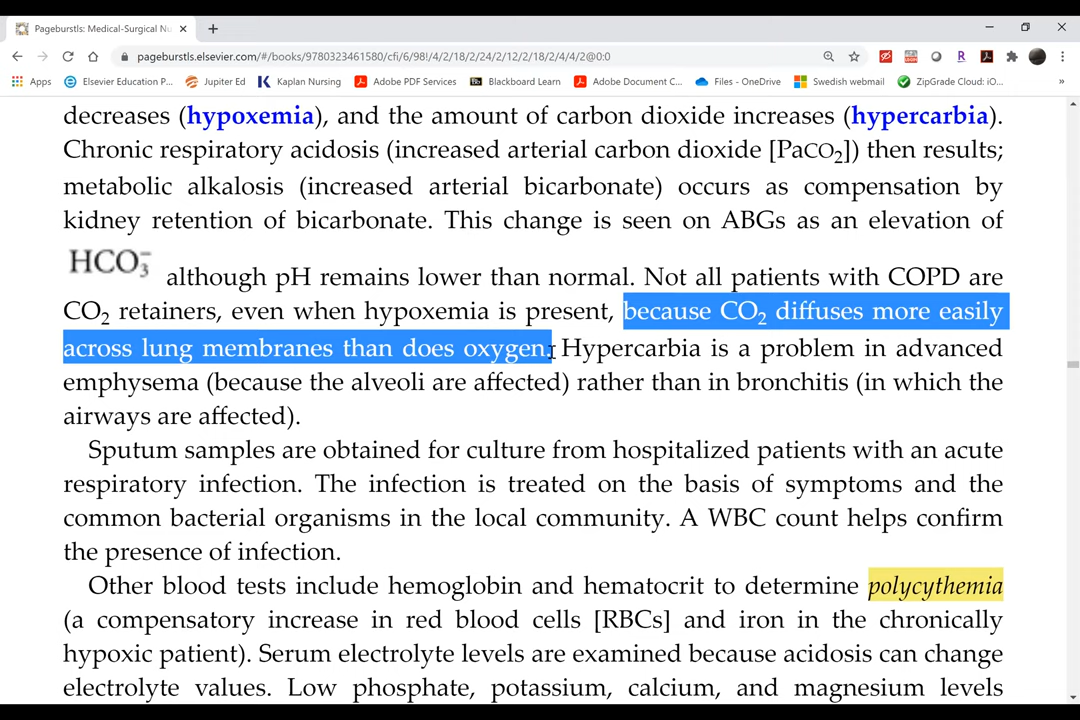 Pageburstls: Medical-Surgical Nu
pageburstls.elsevier.com/#/books/9780323461580/cfi/6/98!/4/2/18/2/24/2/12/2/18/2/4/4/2@0:0
Apps Elsevier Education P... Jupiter Ed Kaplan Nursing Adobe PDF Services Bb Blackboard Learn Adobe Document C... Files - OneDrive Swedish webmail ZipGrade Cloud: iO... »
decreases (hypoxemia), and the amount of carbon dioxide increases (hypercarbia).
Chronic respiratory acidosis (increased arterial carbon dioxide [PaCO₂]) then results;
metabolic alkalosis (increased arterial bicarbonate) occurs as compensation by
kidney retention of bicarbonate. This change is seen on ABGs as an elevation of
HCO₃⁻ although pH remains lower than normal. Not all patients with COPD are
CO₂ retainers, even when hypoxemia is present, because CO₂ diffuses more easily
across lung membranes than does oxygen. Hypercarbia is a problem in advanced
emphysema (because the alveoli are affected) rather than in bronchitis (in which the
airways are affected).
Sputum samples are obtained for culture from hospitalized patients with an acute
respiratory infection. The infection is treated on the basis of symptoms and the
common bacterial organisms in the local community. A WBC count helps confirm
the presence of infection.
Other blood tests include hemoglobin and hematocrit to determine polycythemia
(a compensatory increase in red blood cells [RBCs] and iron in the chronically
hypoxic patient). Serum electrolyte levels are examined because acidosis can change
electrolyte values. Low phosphate, potassium, calcium, and magnesium levels